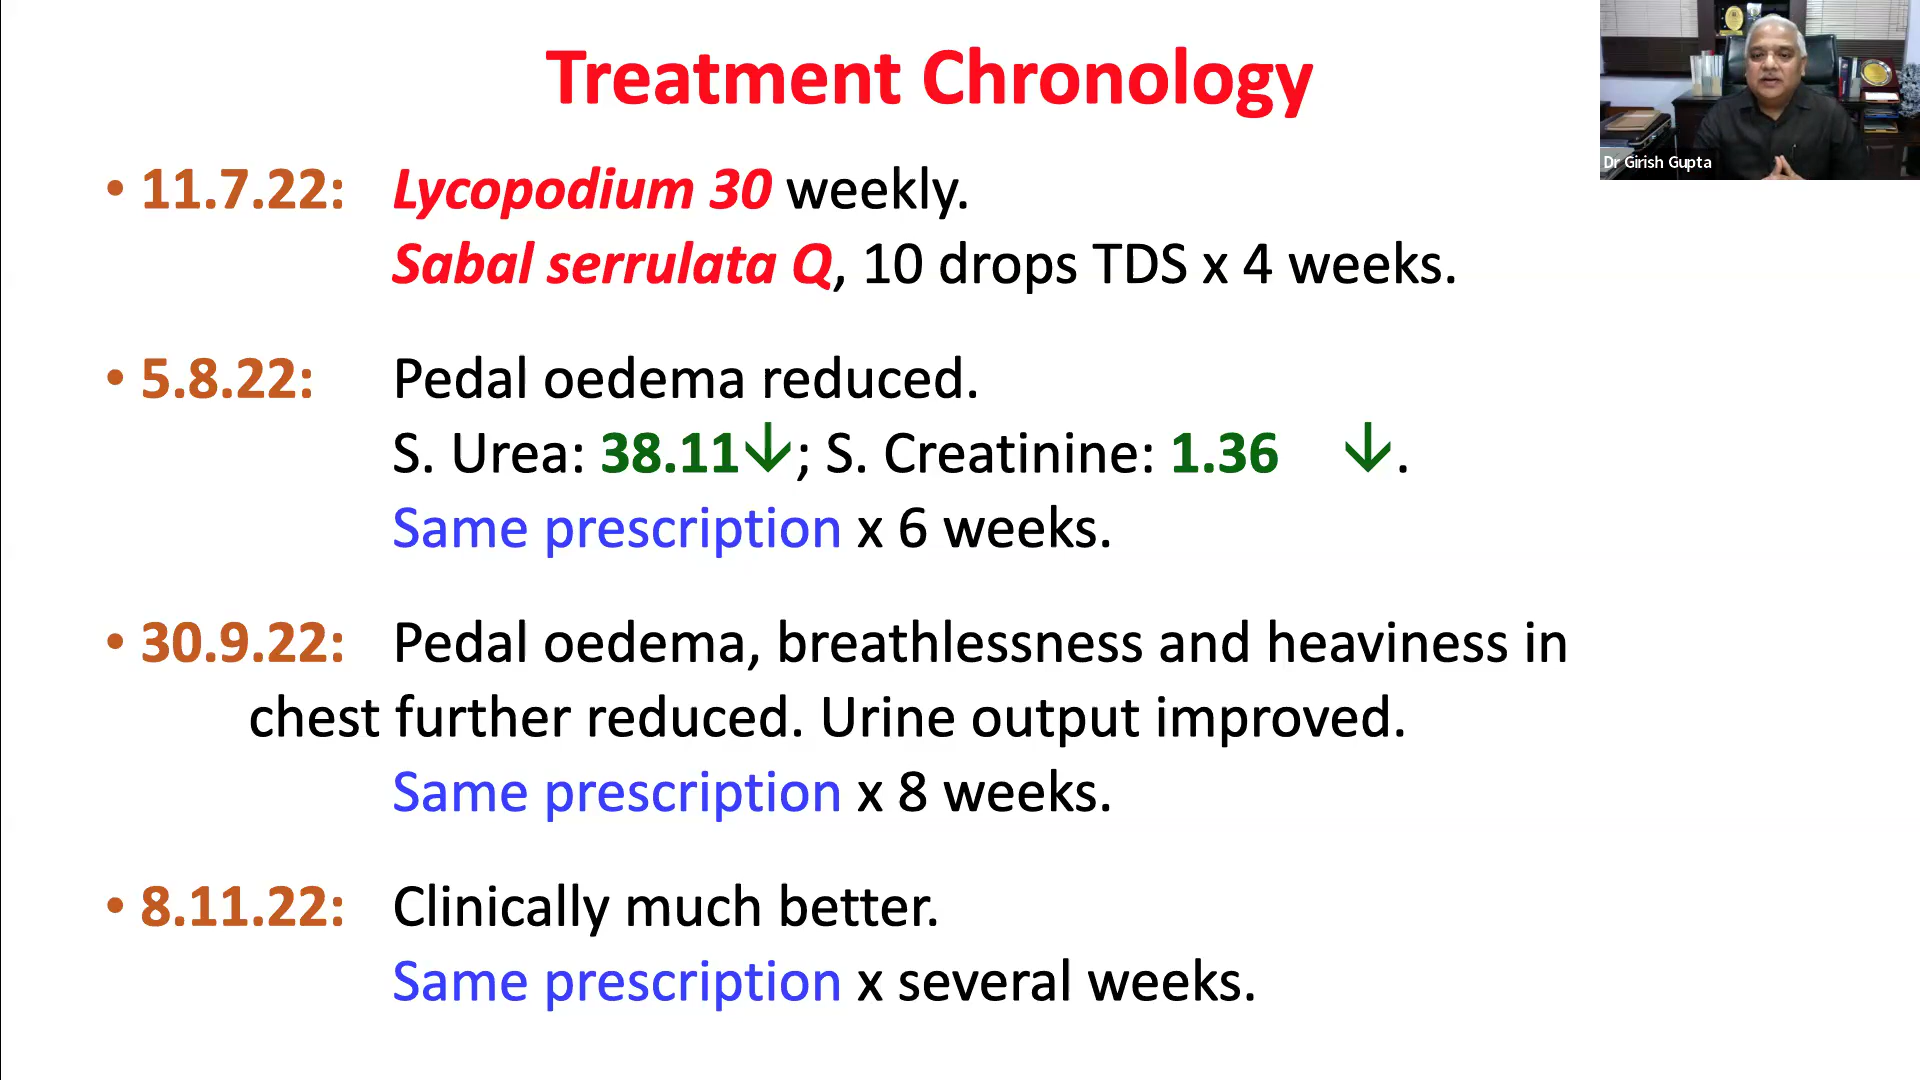 Treatment Chronology
Dr Girish Gupta
• 11.7.22: Lycopodium 30 weekly.
Sabal serrulata Q, 10 drops TDS x 4 weeks.
• 5.8.22: Pedal oedema reduced.
S. Urea: 38.11↓; S. Creatinine: 1.36 ↓.
Same prescription x 6 weeks.
• 30.9.22: Pedal oedema, breathlessness and heaviness in
chest further reduced. Urine output improved.
Same prescription x 8 weeks.
• 8.11.22: Clinically much better.
Same prescription x several weeks.